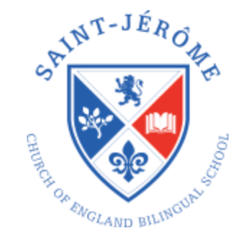 SAINT-JÉRÔME
CHURCH OF ENGLAND BILINGUAL SCHOOL